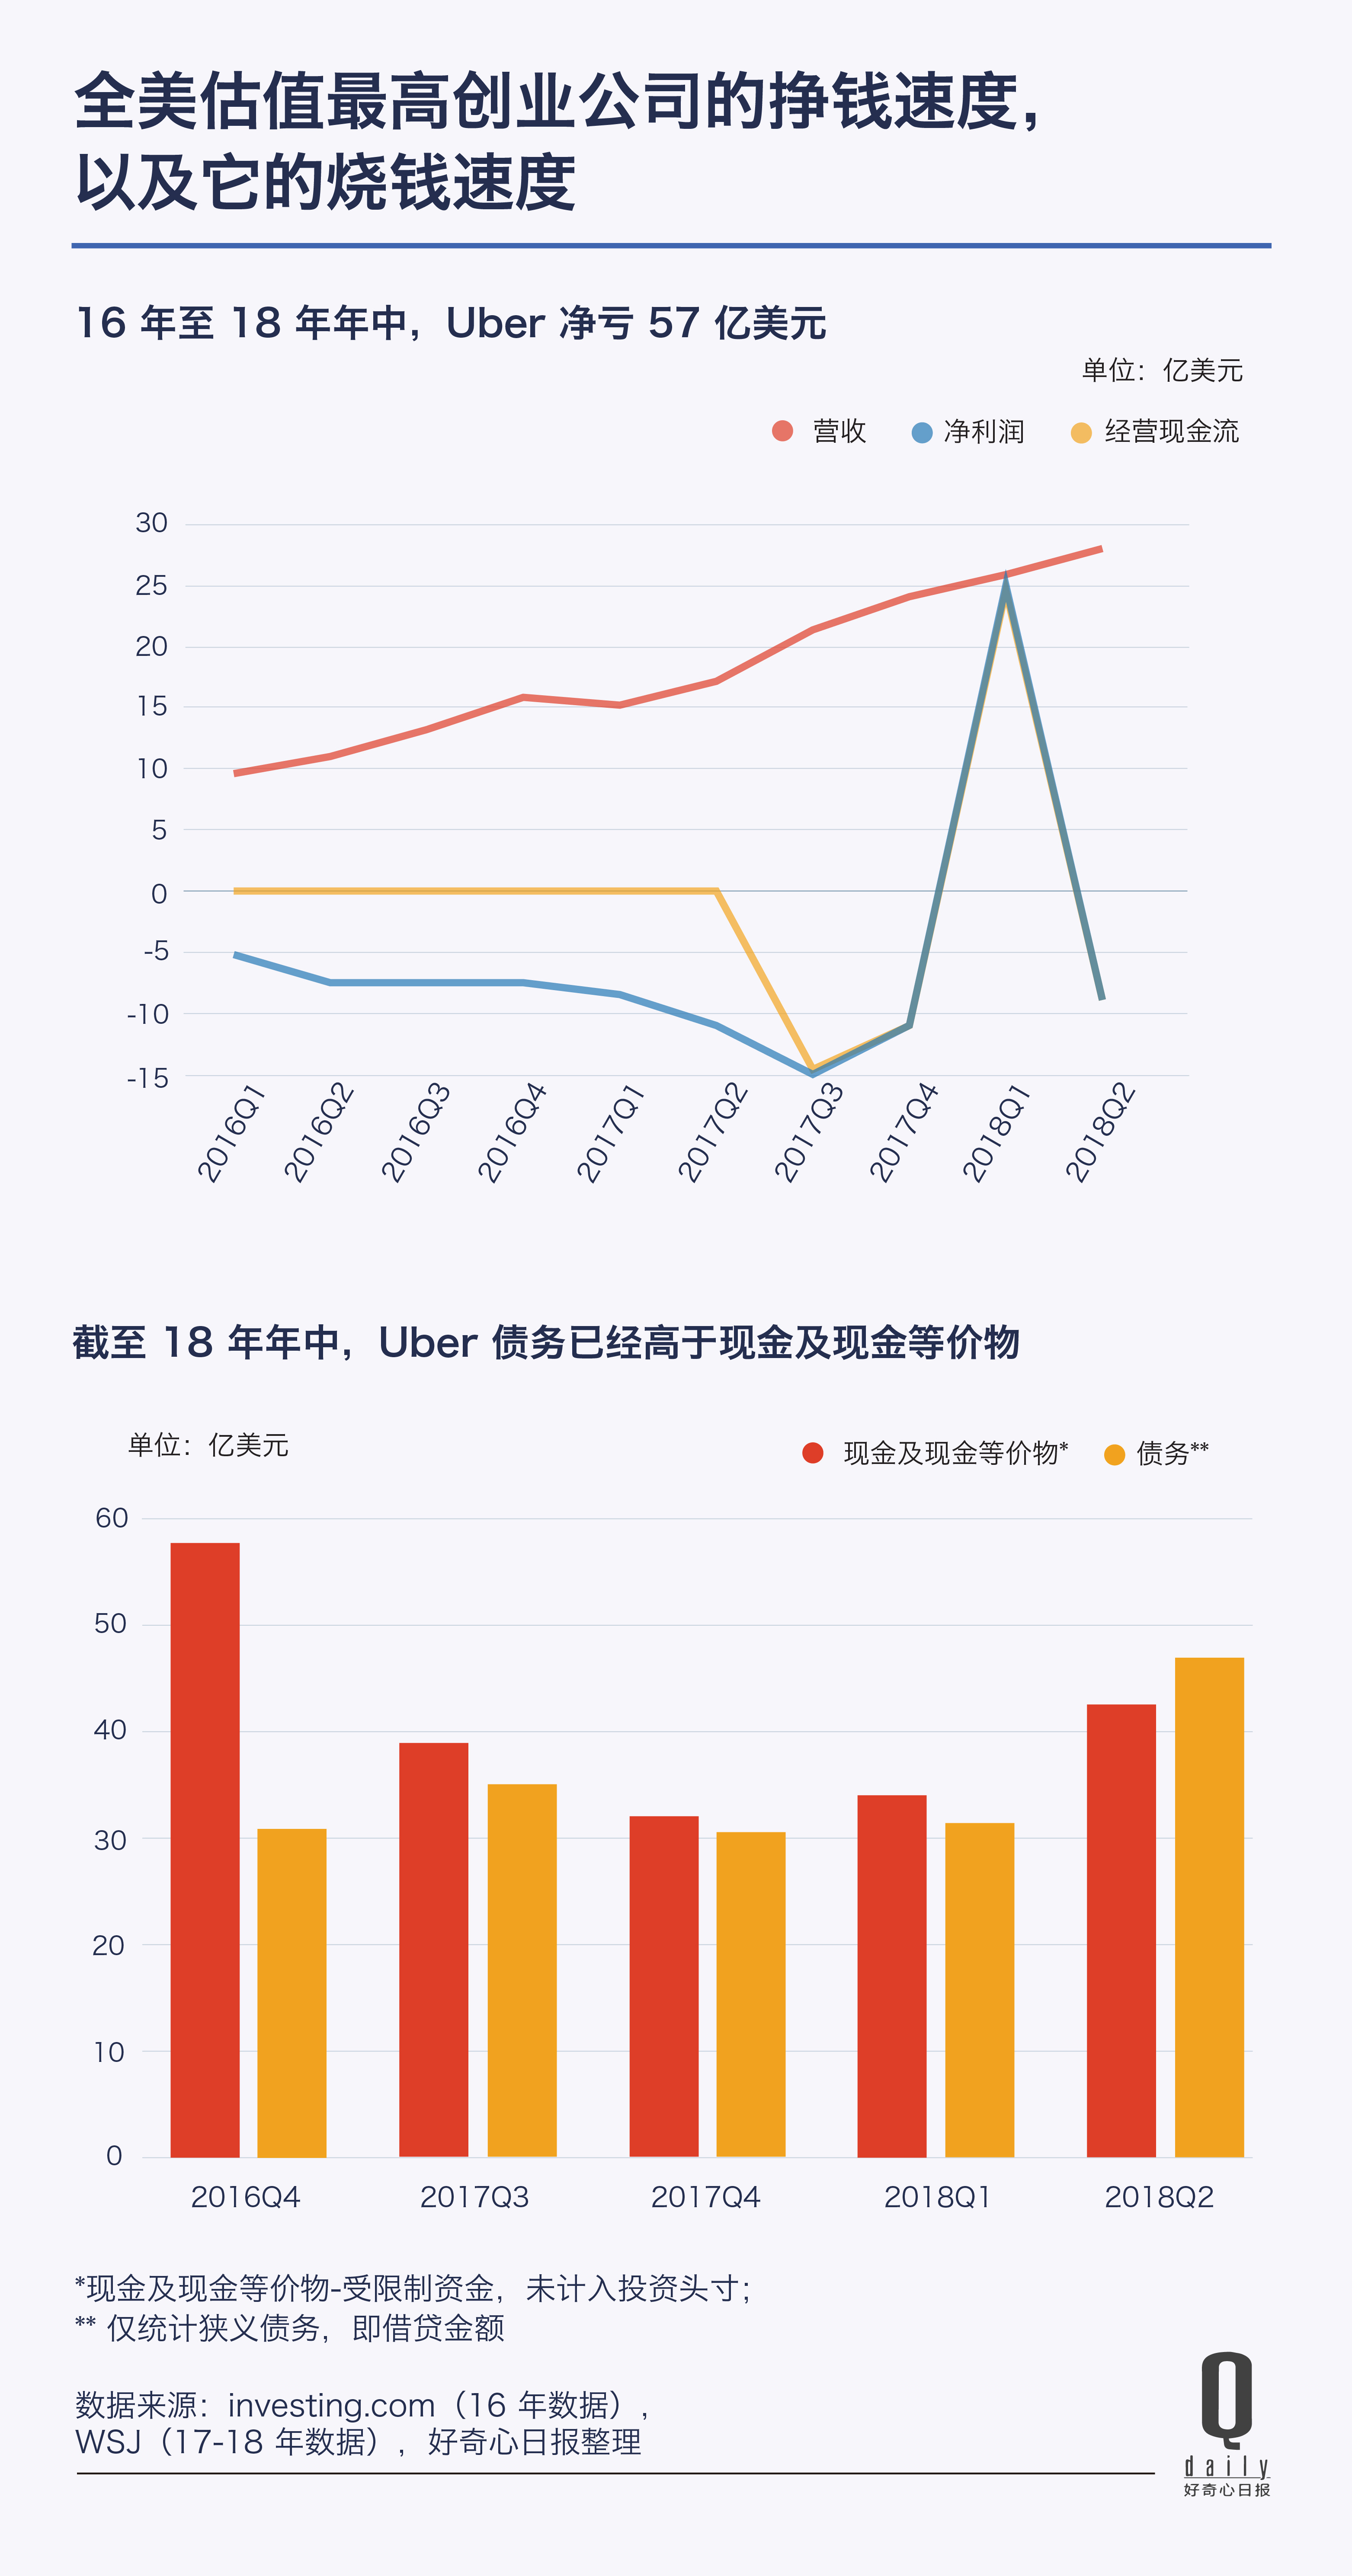 全美估值最高创业公司的挣钱速度，
以及它的烧钱速度
16 年至 18 年年中，Uber 净亏 57 亿美元
单位：亿美元
营收 净利润 经营现金流
30
25
20
15
10
5
0
-5
-10
-15
2016Q1 2016Q2 2016Q3 2016Q4 2017Q1 2017Q2 2017Q3 2017Q4 2018Q1 2018Q2
截至 18 年年中，Uber 债务已经高于现金及现金等价物
单位：亿美元 现金及现金等价物* 债务**
60
50
40
30
20
10
0
2016Q4 2017Q3 2017Q4 2018Q1 2018Q2
*现金及现金等价物-受限制资金，未计入投资头寸；
** 仅统计狭义债务，即借贷金额
数据来源：investing.com（16 年数据），
WSJ（17-18 年数据），好奇心日报整理
Q
daily
好奇心日报